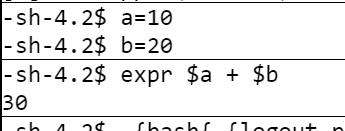 -sh-4.2$ a=10
-sh-4.2$ b=20
-sh-4.2$ expr $a + $b
30